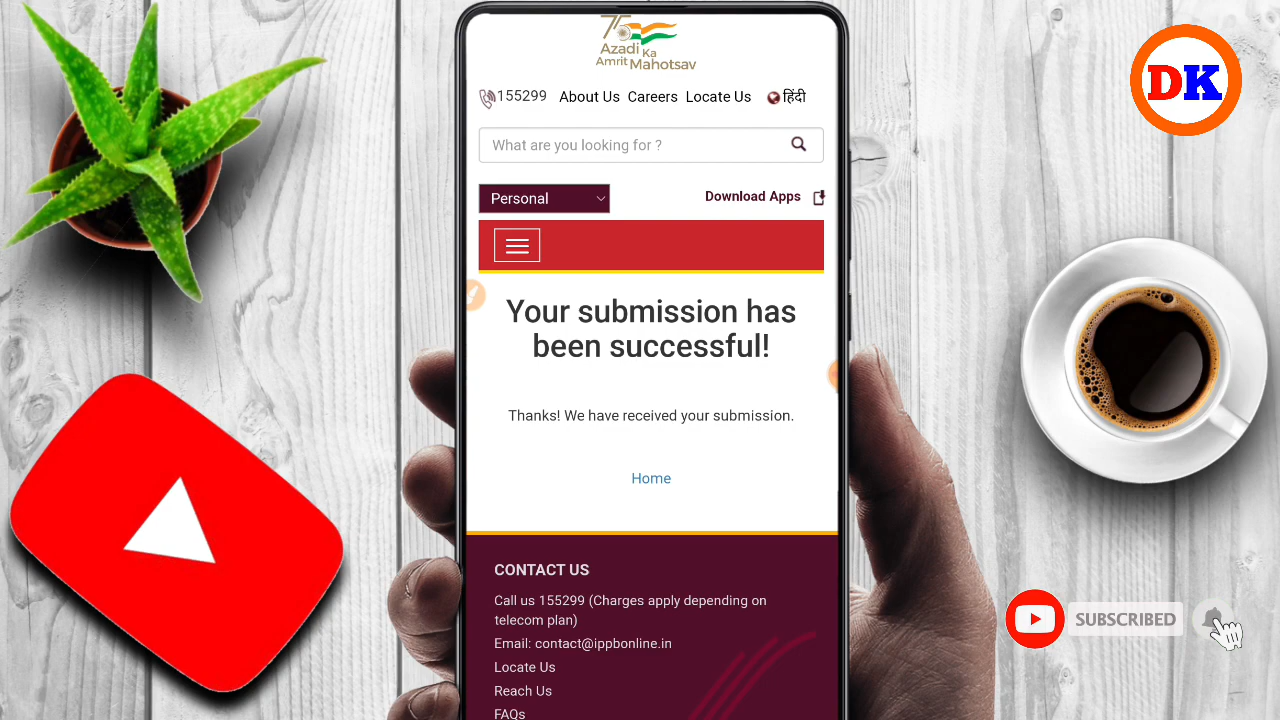 75
Azadi Ka
Amrit Mahotsav
155299 About Us Careers Locate Us हिंदी
What are you looking for ?
Personal
Download Apps
Your submission has
been successful!
Thanks! We have received your submission.
Home
CONTACT US
Call us 155299 (Charges apply depending on
telecom plan)
Email: contact@ippbonline.in
Locate Us
Reach Us
FAQs
DK
SUBSCRIBED